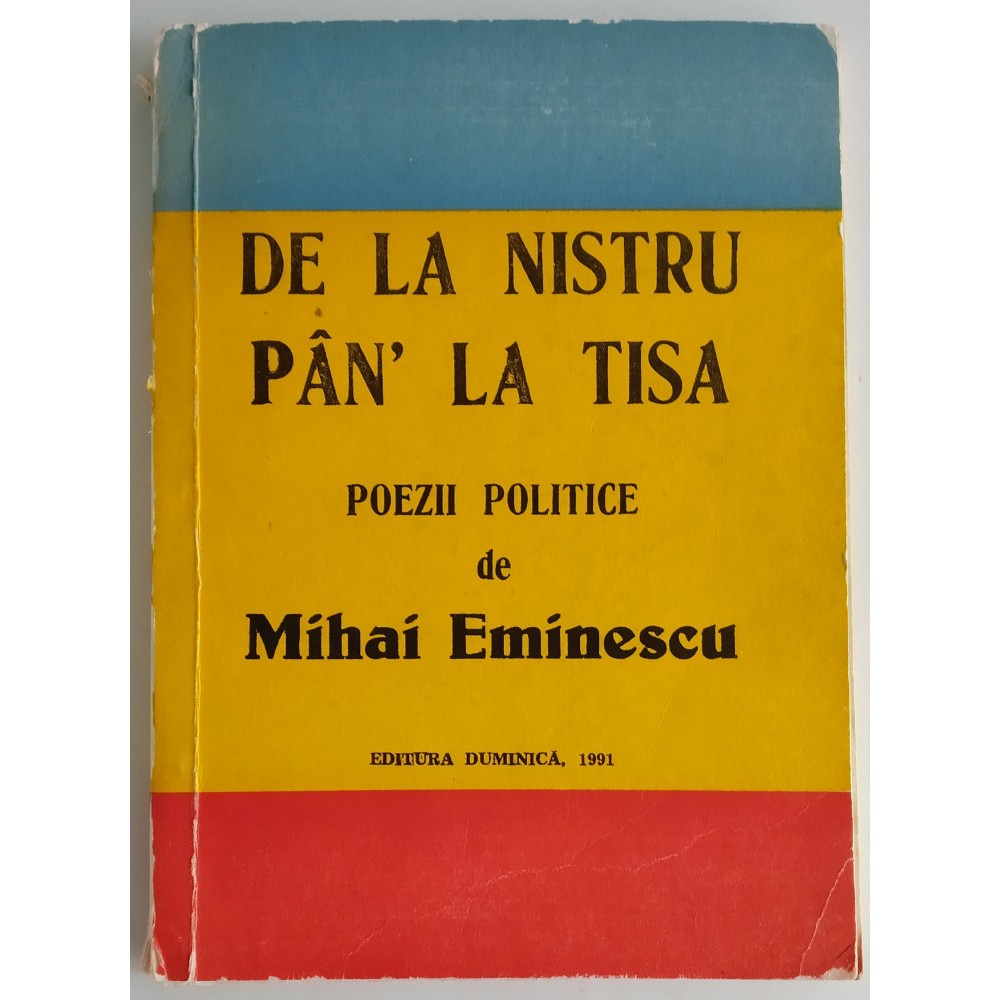 DE LA NISTRU
PÂN' LA TISA
POEZII POLITICE
de
Mihai Eminescu
EDITURA DUMINICĂ, 1991